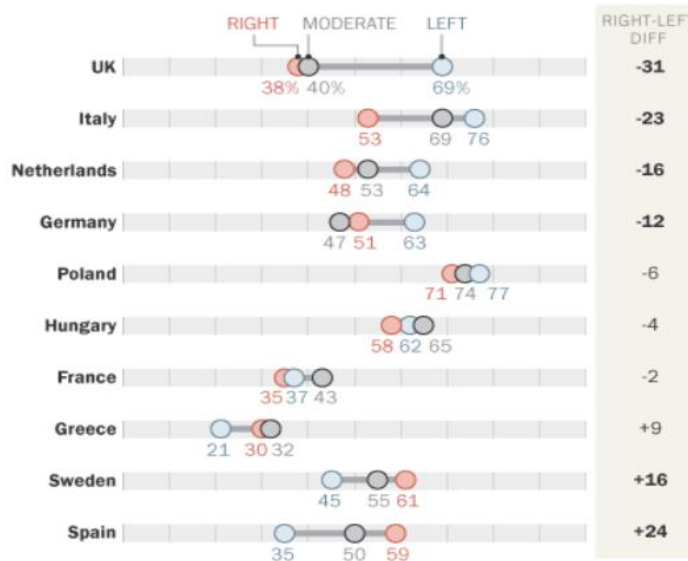 RIGHT MODERATE LEFT RIGHT-LEFT
DIFF
UK -31
38% 40% 69%
Italy -23
53 69 76
Netherlands -16
48 53 64
Germany -12
47 51 63
Poland -6
71 74 77
Hungary -4
58 62 65
France -2
35 37 43
Greece +9
21 30 32
Sweden +16
45 55 61
Spain +24
35 50 59